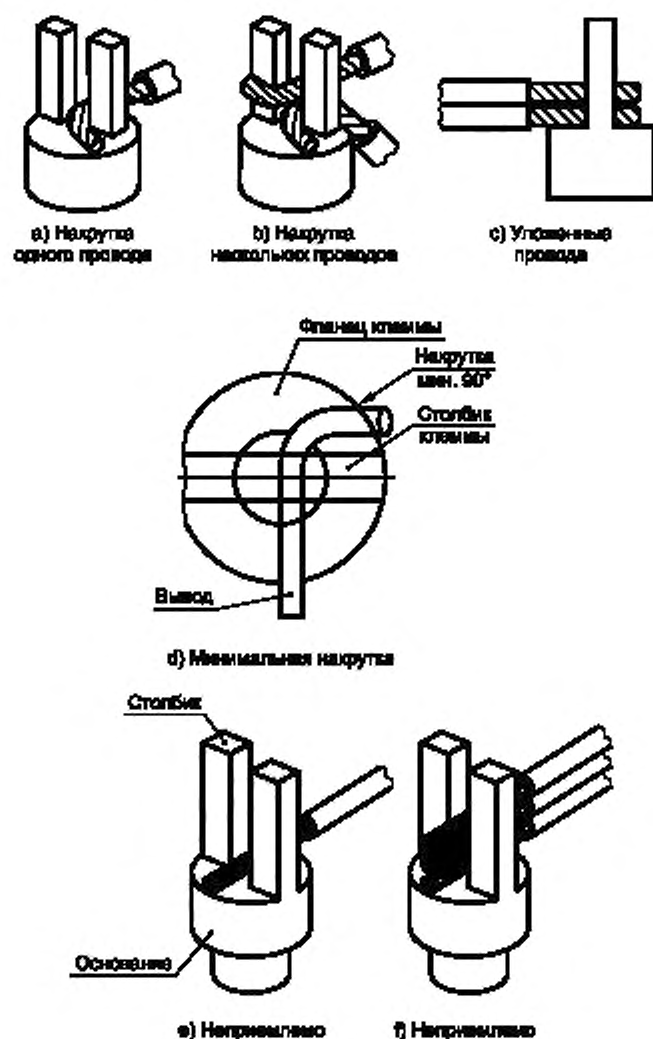 a) Накрутка
одного провода
b) Накрутка
нескольких проводов
c) Уложенные
провода
Фланец клеммы
Накрутка
мин. 90°
Столбик
клеммы
Вывод
d) Минимальная накрутка
Столбик
Основание
e) Неприемлемо
f) Неприемлемо